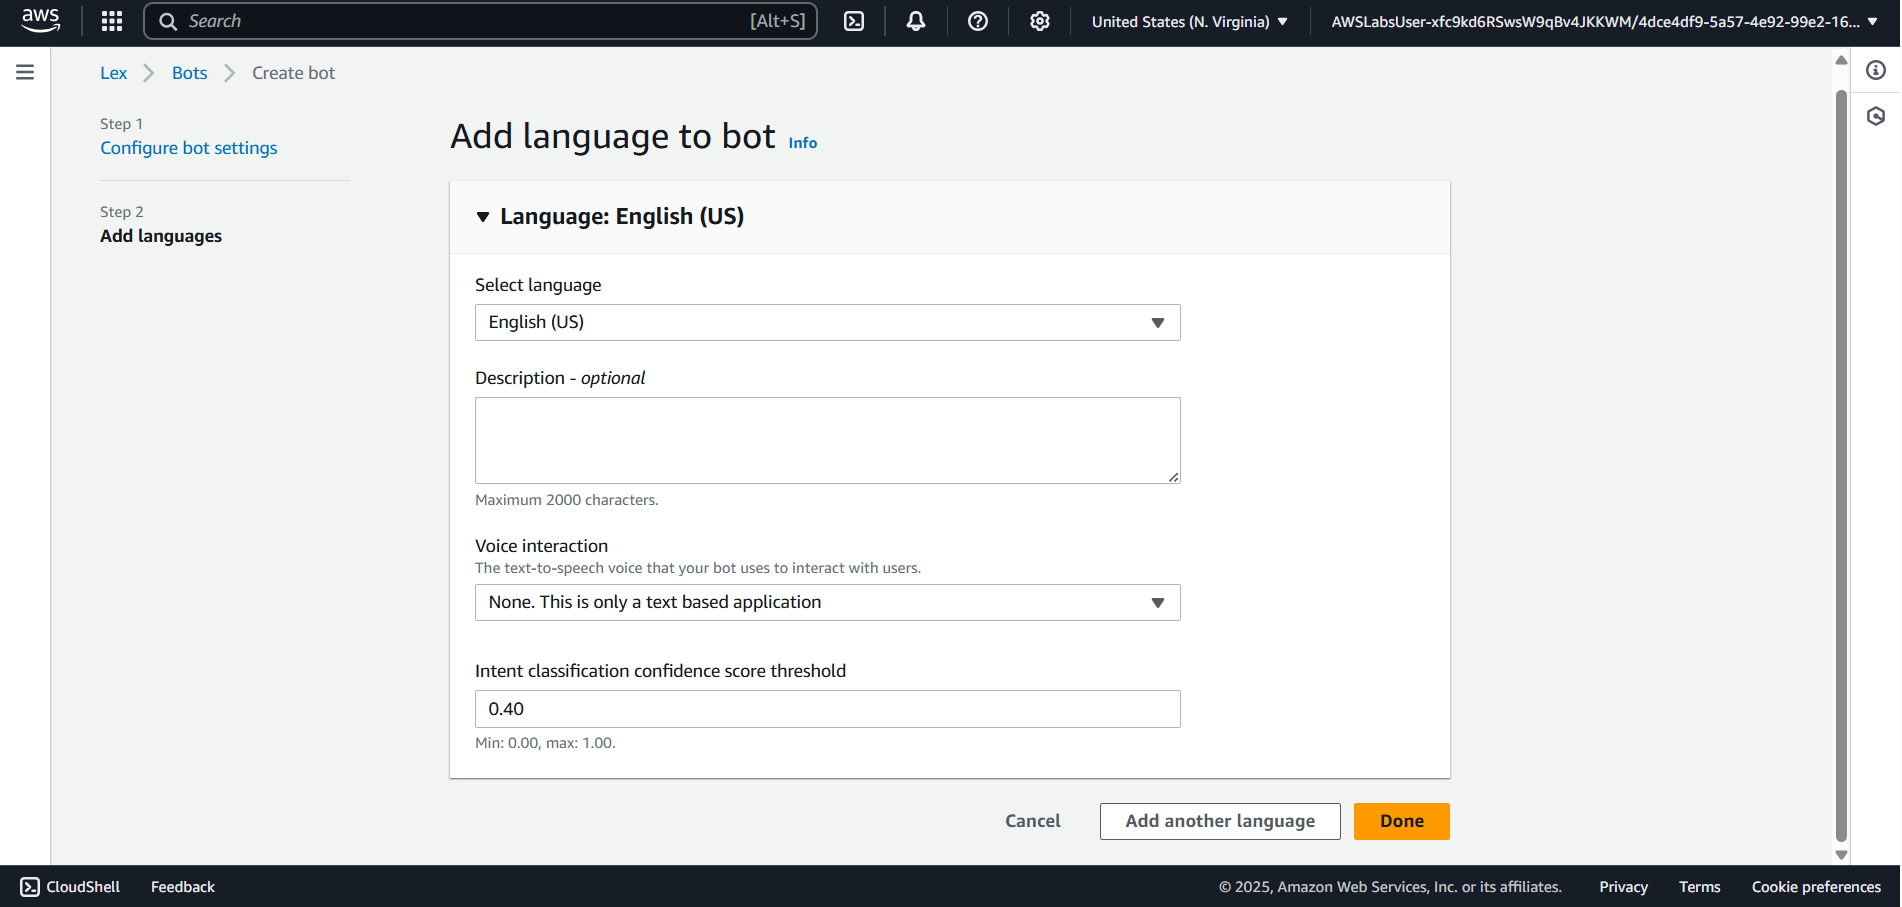 aws
Search
[Alt+S]
United States (N. Virginia)
AWSLabsUser-xfc9kd6RSwsW9qBv4JKKWM/4dce4df9-5a57-4e92-99e2-16...
Lex
Bots
Create bot
Step 1
Configure bot settings
Step 2
Add languages
Add language to bot Info
Language: English (US)
Select language
English (US)
Description - optional
Maximum 2000 characters.
Voice interaction
The text-to-speech voice that your bot uses to interact with users.
None. This is only a text based application
Intent classification confidence score threshold
0.40
Min: 0.00, max: 1.00.
Cancel
Add another language
Done
CloudShell
Feedback
© 2025, Amazon Web Services, Inc. or its affiliates.
Privacy
Terms
Cookie preferences